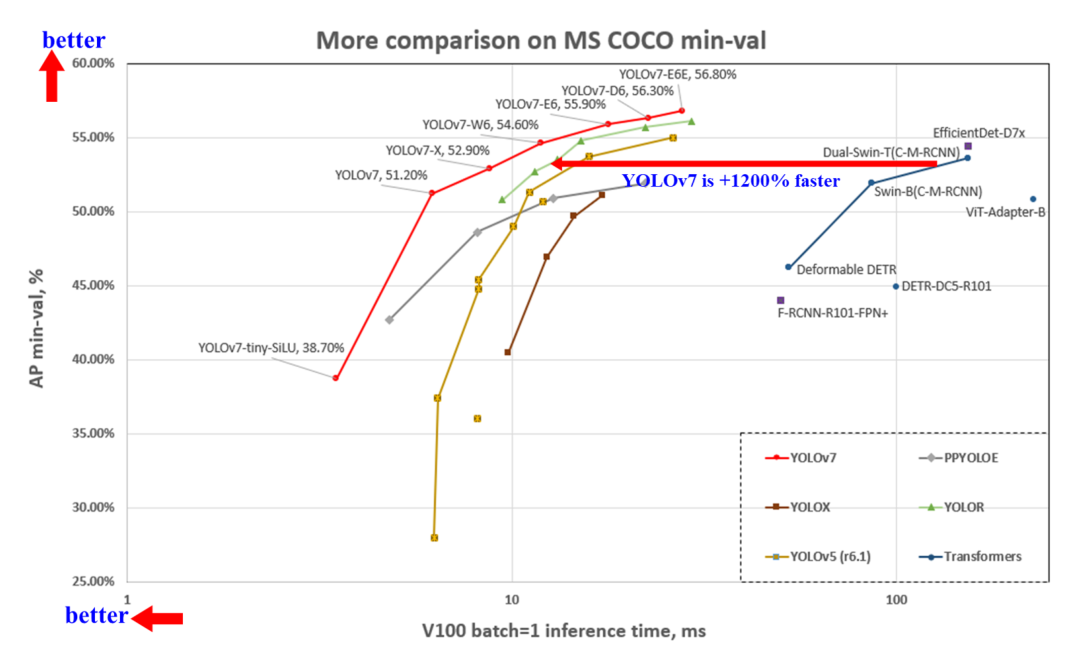 better
More comparison on MS COCO min-val
60.00%
YOLOv7-E6E, 56.80%
YOLOv7-D6, 56.30%
YOLOv7-E6, 55.90%
YOLOv7-W6, 54.60%
55.00%
EfficientDet-D7x
YOLOv7-X, 52.90%
Dual-Swin-T(C-M-RCNN)
YOLOv7, 51.20%
YOLOv7 is +1200% faster
Swin-B(C-M-RCNN)
50.00%
ViT-Adapter-B
Deformable DETR
45.00%
DETR-DC5-R101
F-RCNN-R101-FPN+
AP min-val, %
YOLOv7-tiny-SiLU, 38.70%
40.00%
35.00%
YOLOv7
PPYOLOE
30.00%
YOLOX
YOLOR
YOLOv5 (r6.1)
Transformers
25.00%
1
10
100
better
V100 batch=1 inference time, ms